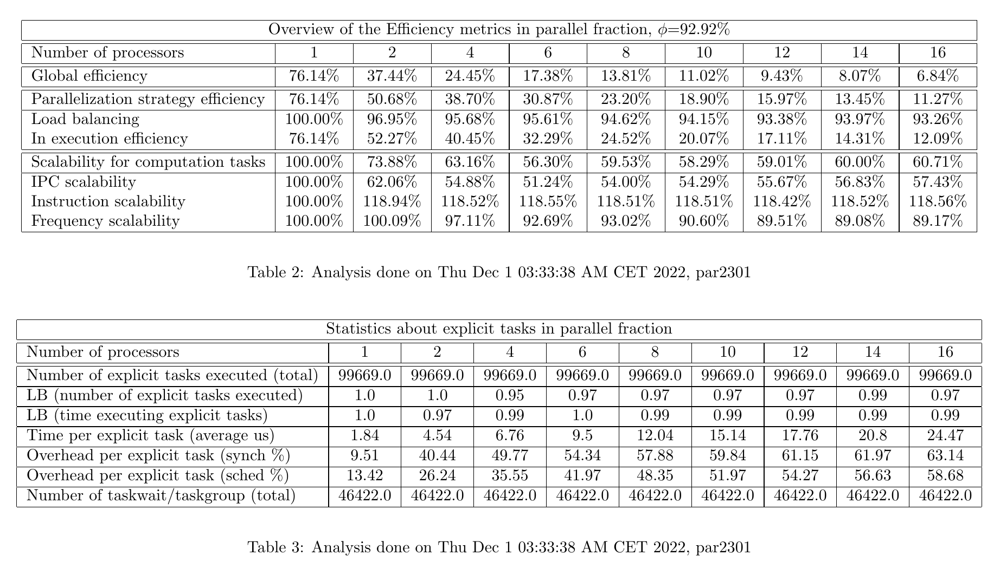 Overview of the Efficiency metrics in parallel fraction, ϕ=92.92%
Number of processors 1 2 4 6 8 10 12 14 16
Global efficiency 76.14% 37.44% 24.45% 17.38% 13.81% 11.02% 9.43% 8.07% 6.84%
Parallelization strategy efficiency 76.14% 50.68% 38.70% 30.87% 23.20% 18.90% 15.97% 13.45% 11.27%
Load balancing 100.00% 96.95% 95.68% 95.61% 94.62% 94.15% 93.38% 93.97% 93.26%
In execution efficiency 76.14% 52.27% 40.45% 32.29% 24.52% 20.07% 17.11% 14.31% 12.09%
Scalability for computation tasks 100.00% 73.88% 63.16% 56.30% 59.53% 58.29% 59.01% 60.00% 60.71%
IPC scalability 100.00% 62.06% 54.88% 51.24% 54.00% 54.29% 55.67% 56.83% 57.43%
Instruction scalability 100.00% 118.94% 118.52% 118.55% 118.51% 118.51% 118.42% 118.52% 118.56%
Frequency scalability 100.00% 100.09% 97.11% 92.69% 93.02% 90.60% 89.51% 89.08% 89.17%
Table 2: Analysis done on Thu Dec 1 03:33:38 AM CET 2022, par2301
Statistics about explicit tasks in parallel fraction
Number of processors 1 2 4 6 8 10 12 14 16
Number of explicit tasks executed (total) 99669.0 99669.0 99669.0 99669.0 99669.0 99669.0 99669.0 99669.0 99669.0
LB (number of explicit tasks executed) 1.0 1.0 0.95 0.97 0.97 0.97 0.97 0.99 0.97
LB (time executing explicit tasks) 1.0 0.97 0.99 1.0 0.99 0.99 0.99 0.99 0.99
Time per explicit task (average us) 1.84 4.54 6.76 9.5 12.04 15.14 17.76 20.8 24.47
Overhead per explicit task (synch %) 9.51 40.44 49.77 54.34 57.88 59.84 61.15 61.97 63.14
Overhead per explicit task (sched %) 13.42 26.24 35.55 41.97 48.35 51.97 54.27 56.63 58.68
Number of taskwait/taskgroup (total) 46422.0 46422.0 46422.0 46422.0 46422.0 46422.0 46422.0 46422.0 46422.0
Table 3: Analysis done on Thu Dec 1 03:33:38 AM CET 2022, par2301